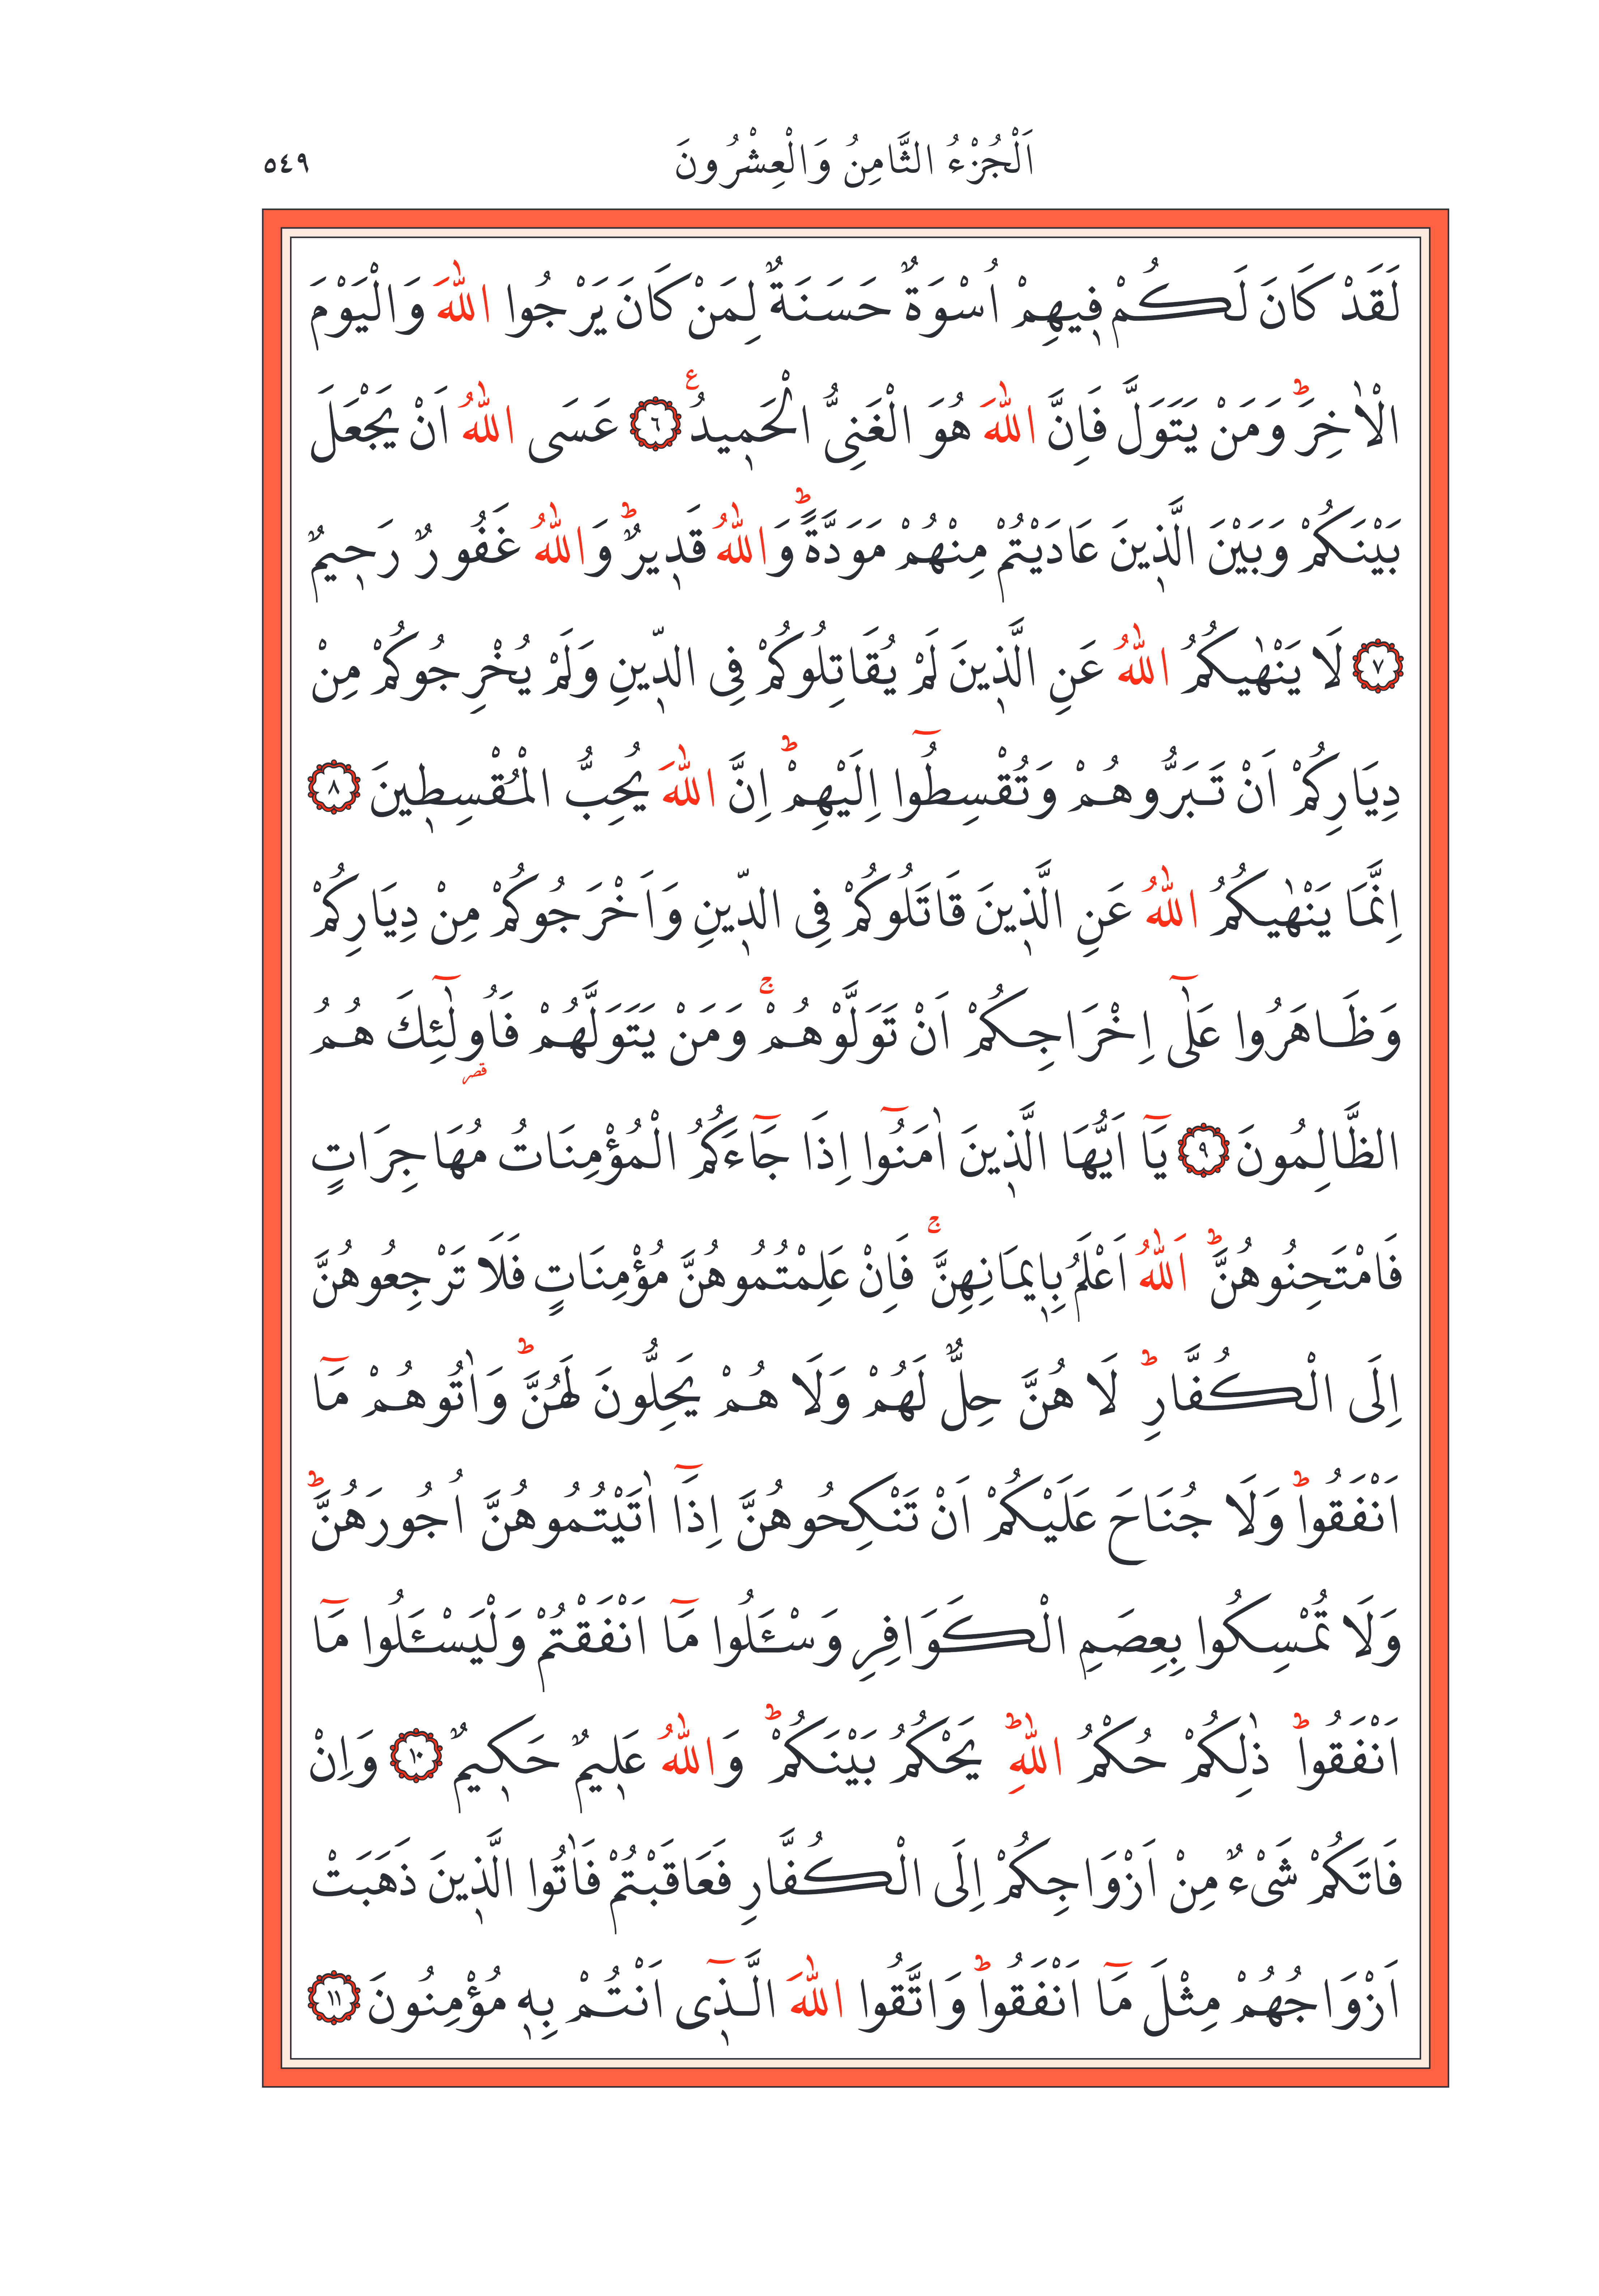 اَلْجُزْءُ الثَّامِنُ وَالْعِشْرُونَ
٥٤٩
لَقَدْ كَانَ لَكُمْ ف۪يهِمْ اُسْوَةٌ حَسَنَةٌ لِمَنْ كَانَ يَرْجُوا اللّٰهَ وَالْيَوْمَ
الْاٰخِرَۜ وَمَنْ يَتَوَلَّ فَاِنَّ اللّٰهَ هُوَ الْغَنِىُّ الْحَم۪يدُ۟ ﴿٦﴾ عَسَى اللّٰهُ اَنْ يَجْعَلَ
بَيْنَكُمْ وَبَيْنَ الَّذ۪ينَ عَادَيْتُمْ مِنْهُمْ مَوَدَّةًۜ وَاللّٰهُ قَد۪يرٌۜ وَاللّٰهُ غَفُورٌ رَح۪يمٌ
﴿٧﴾ لَا يَنْهٰيكُمُ اللّٰهُ عَنِ الَّذ۪ينَ لَمْ يُقَاتِلُوكُمْ فِى الدّ۪ينِ وَلَمْ يُخْرِجُوكُمْ مِنْ
دِيَارِكُمْ اَنْ تَبَرُّوهُمْ وَتُقْسِطُٓوا اِلَيْهِمْۜ اِنَّ اللّٰهَ يُحِبُّ الْمُقْسِط۪ينَ ﴿٨﴾
اِنَّمَا يَنْهٰيكُمُ اللّٰهُ عَنِ الَّذ۪ينَ قَاتَلُوكُمْ فِى الدّ۪ينِ وَاَخْرَجُوكُمْ مِنْ دِيَارِكُمْ
وَظَاهَرُوا عَلٰٓى اِخْرَاجِكُمْ اَنْ تَوَلَّوْهُمْۚ وَمَنْ يَتَوَلَّهُمْ فَاُو۬لٰٓئِكَ هُمُ
الظَّالِمُونَ ﴿٩﴾ يَٓا اَيُّهَا الَّذ۪ينَ اٰمَنُٓوا اِذَا جَٓاءَكُمُ الْمُؤْمِنَاتُ مُهَاجِرَاتٍ
فَامْتَحِنُوهُنَّۜ اَللّٰهُ اَعْلَمُ بِا۪يمَانِهِنَّۚ فَاِنْ عَلِمْتُمُوهُنَّ مُؤْمِنَاتٍ فَلَا تَرْجِعُوهُنَّ
اِلَى الْكُفَّارِۜ لَا هُنَّ حِلٌّ لَهُمْ وَلَا هُمْ يَحِلُّونَ لَهُنَّۜ وَاٰتُوهُمْ مَٓا
اَنْفَقُواۜ وَلَا جُنَاحَ عَلَيْكُمْ اَنْ تَنْكِحُوهُنَّ اِذَٓا اٰتَيْتُمُوهُنَّ اُجُورَهُنَّۜ
وَلَا تُمْسِكُوا بِعِصَمِ الْكَوَافِرِ وَسْـَٔلُوا مَٓا اَنْفَقْتُمْ وَلْيَسْـَٔلُوا مَٓا
اَنْفَقُواۜ ذٰلِكُمْ حُكْمُ اللّٰهِۜ يَحْكُمُ بَيْنَكُمْۜ وَاللّٰهُ عَل۪يمٌ حَك۪يمٌ ﴿١٠﴾ وَاِنْ
فَاتَكُمْ شَىْءٌ مِنْ اَزْوَاجِكُمْ اِلَى الْكُفَّارِ فَعَاقَبْتُمْ فَاٰتُوا الَّذ۪ينَ ذَهَبَتْ
اَزْوَاجُهُمْ مِثْلَ مَٓا اَنْفَقُواۜ وَاتَّقُوا اللّٰهَ الَّذ۪ٓى اَنْتُمْ بِه۪ مُؤْمِنُونَ ﴿١١﴾